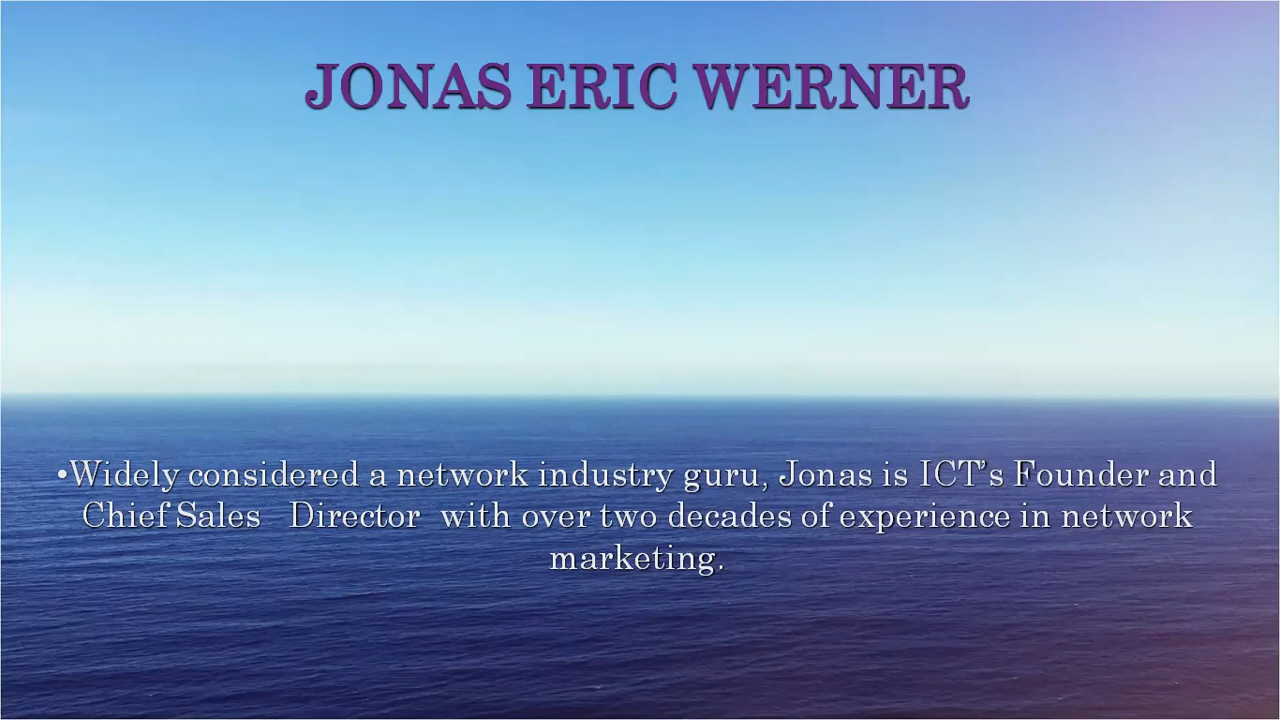 JONAS ERIC WERNER
•Widely considered a network industry guru, Jonas is ICT’s Founder and
Chief Sales Director with over two decades of experience in network
marketing.